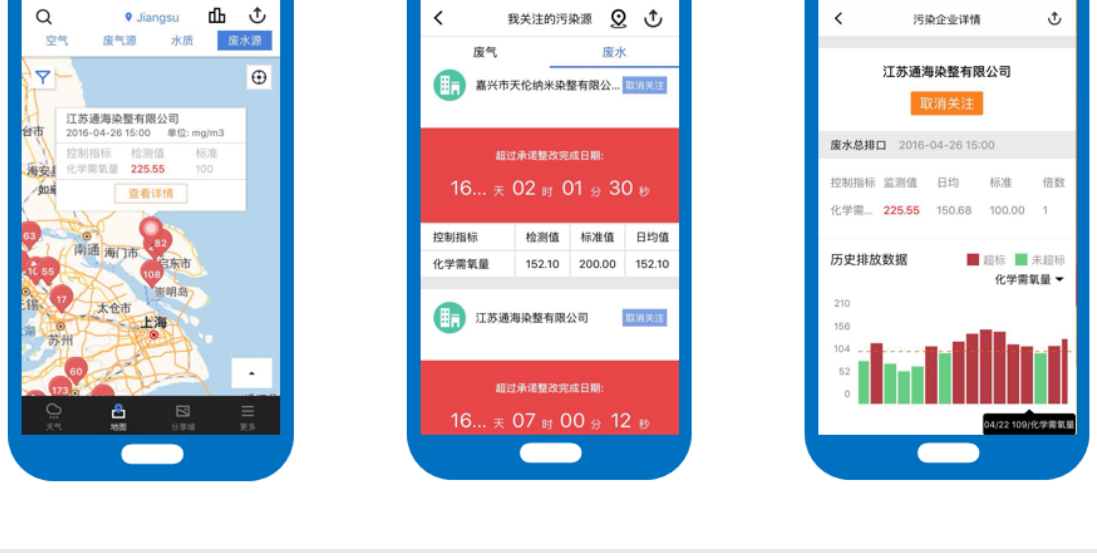 Jiangsu
空气 废气源 水质 废水源
江苏通海染整有限公司
2016-04-26 15:00 单位: mg/m3
控制指标 检测值 标准
化学需氧量 225.55 100
查看详情
台市
海安县
如皋
63
82
南通 海门市
启东市
10 55
108
崇明岛
17
无锡
太仓市
上海
湖
苏州
60
173
天气 地图 分享墙 更多
我关注的污染源
废气 废水
嘉兴市天伦纳米染整有限公... 取消关注
超过承诺整改完成日期:
16... 天 02 时 01 分 30 秒
控制指标 检测值 标准值 日均值
化学需氧量 152.10 200.00 152.10
江苏通海染整有限公司 取消关注
超过承诺整改完成日期:
16... 天 07 时 00 分 12 秒
污染企业详情
江苏通海染整有限公司
取消关注
废水总排口 2016-04-26 15:00
控制指标 监测值 日均 标准 倍数
化学需... 225.55 150.68 100.00 1
历史排放数据 超标 未超标
化学需氧量
210
156
104
52
0
04/22 109/化学需氧量